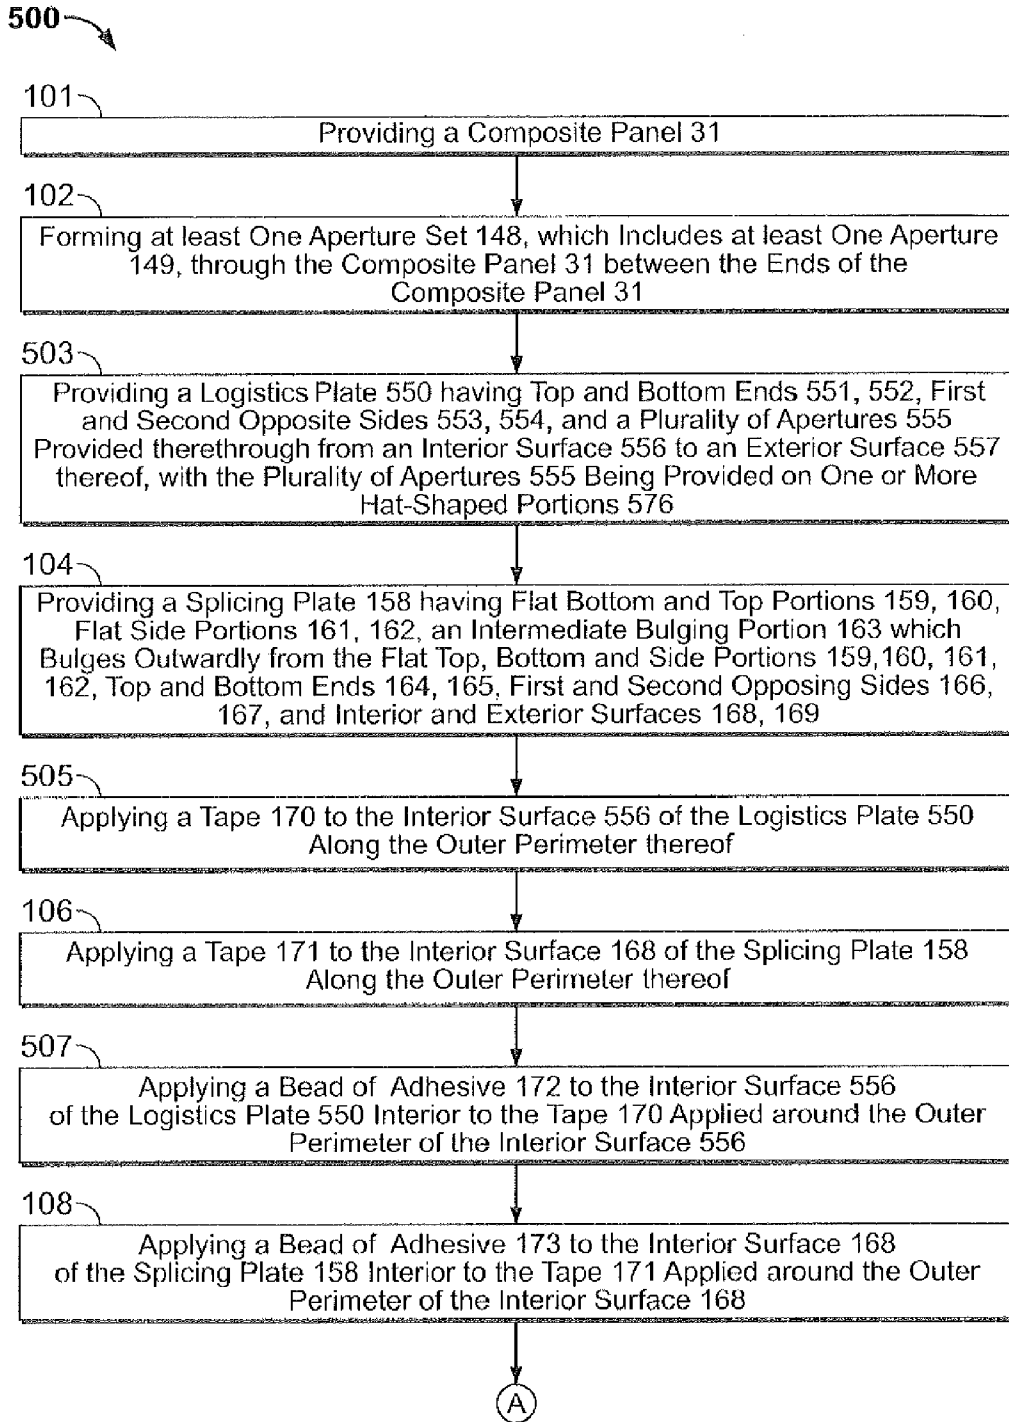 500
101
Providing a Composite Panel 31
102
Forming at least One Aperture Set 148, which Includes at least One Aperture
149, through the Composite Panel 31 between the Ends of the
Composite Panel 31
503
Providing a Logistics Plate 550 having Top and Bottom Ends 551, 552, First
and Second Opposite Sides 553, 554, and a Plurality of Apertures 555
Provided therethrough from an Interior Surface 556 to an Exterior Surface 557
thereof, with the Plurality of Apertures 555 Being Provided on One or More
Hat-Shaped Portions 576
104
Providing a Splicing Plate 158 having Flat Bottom and Top Portions 159, 160,
Flat Side Portions 161, 162, an Intermediate Bulging Portion 163 which
Bulges Outwardly from the Flat Top, Bottom and Side Portions 159,160, 161,
162, Top and Bottom Ends 164, 165, First and Second Opposing Sides 166,
167, and Interior and Exterior Surfaces 168, 169
505
Applying a Tape 170 to the Interior Surface 556 of the Logistics Plate 550
Along the Outer Perimeter thereof
106
Applying a Tape 171 to the Interior Surface 168 of the Splicing Plate 158
Along the Outer Perimeter thereof
507
Applying a Bead of Adhesive 172 to the Interior Surface 556
of the Logistics Plate 550 Interior to the Tape 170 Applied around the Outer
Perimeter of the Interior Surface 556
108
Applying a Bead of Adhesive 173 to the Interior Surface 168
of the Splicing Plate 158 Interior to the Tape 171 Applied around the Outer
Perimeter of the Interior Surface 168
A